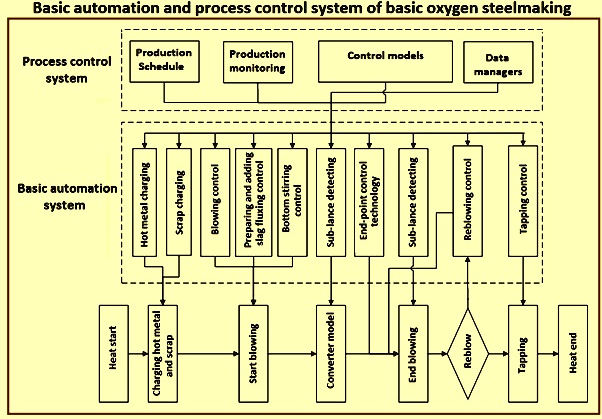 Basic automation and process control system of basic oxygen steelmaking
Process control
system
Production
Schedule
Production
monitoring
Control models
Data
managers
Basic automation
system
Hot metal charging
Scrap charging
Blowing control
Preparing and adding
slag fluxing control
Bottom stirring
control
Sub-lance detecting
End-point control
technology
Sub-lance detecting
Reblowing control
Tapping control
Heat start
Charging hot metal
and scrap
Start blowing
Converter model
End blowing
Reblow
Tapping
Heat end